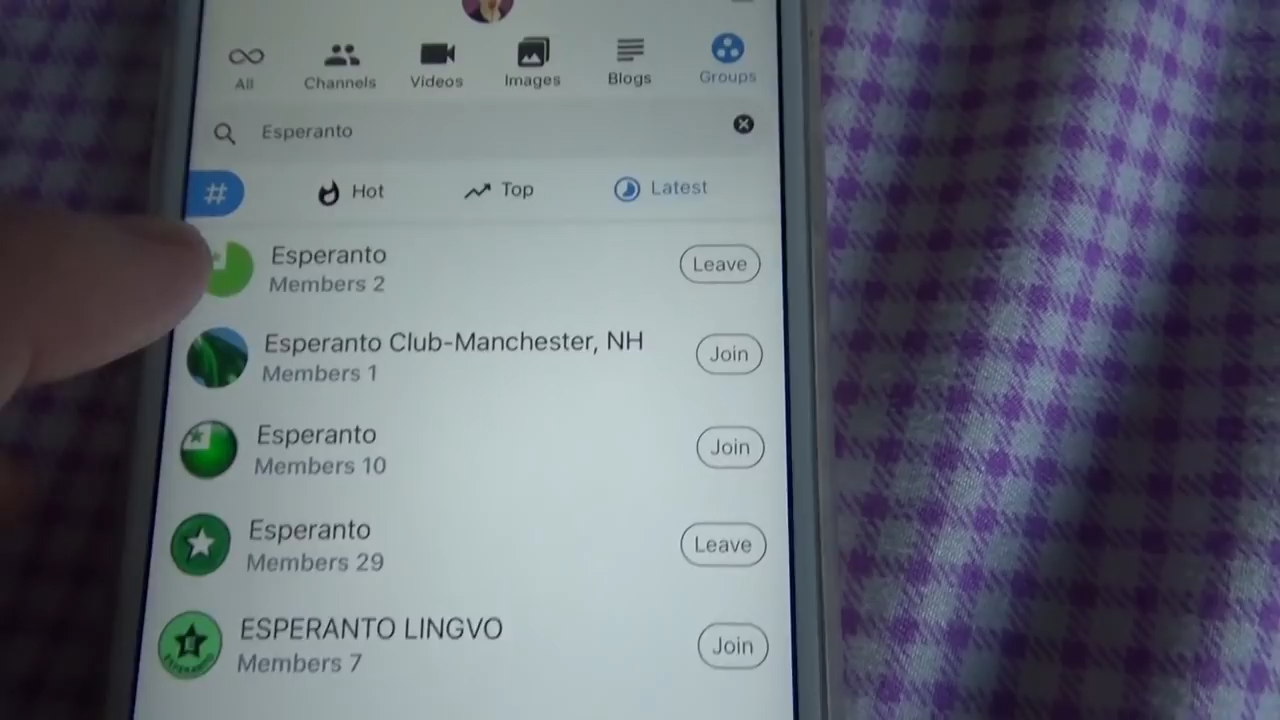 All
Channels
Videos
Images
Blogs
Groups
Esperanto
#
Hot
Top
Latest
Esperanto
Members 2
Leave
Esperanto Club-Manchester, NH
Members 1
Join
Esperanto
Members 10
Join
Esperanto
Members 29
Leave
ESPERANTO LINGVO
Members 7
Join
ESPERANTO